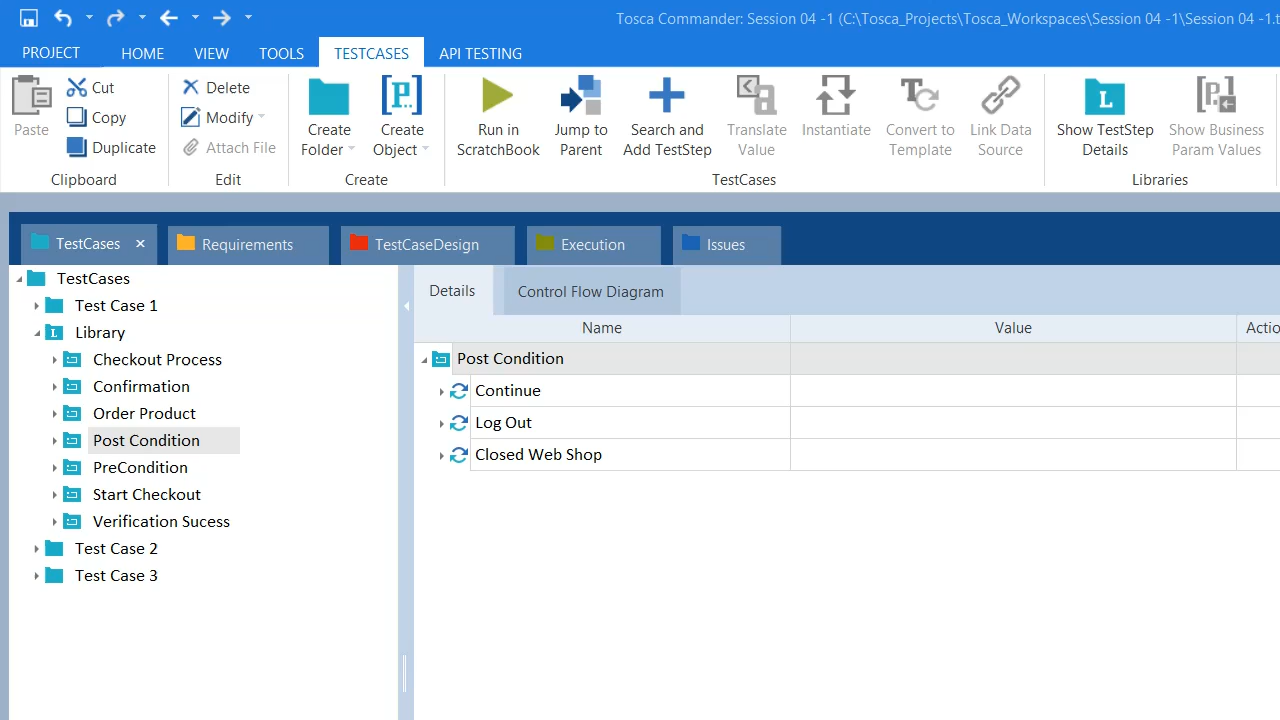 Tosca Commander: Session 04 -1 (C:\Tosca_Projects\Tosca_Workspaces\Session 04 -1\Session 04 -1.t
PROJECT HOME VIEW TOOLS TESTCASES API TESTING
Paste
Cut
Copy
Duplicate
Clipboard
Delete
Modify
Attach File
Edit
Create Folder
Create Object
Create
Run in ScratchBook
Jump to Parent
Search and Add TestStep
Translate Value
Instantiate
Convert to Template
Link Data Source
TestCases
Show TestStep Details
Show Business Param Values
Libraries
TestCases × Requirements TestCaseDesign Execution Issues
TestCases
Test Case 1
Library
Checkout Process
Confirmation
Order Product
Post Condition
PreCondition
Start Checkout
Verification Sucess
Test Case 2
Test Case 3
Details Control Flow Diagram
Name Value Actio
Post Condition
Continue
Log Out
Closed Web Shop